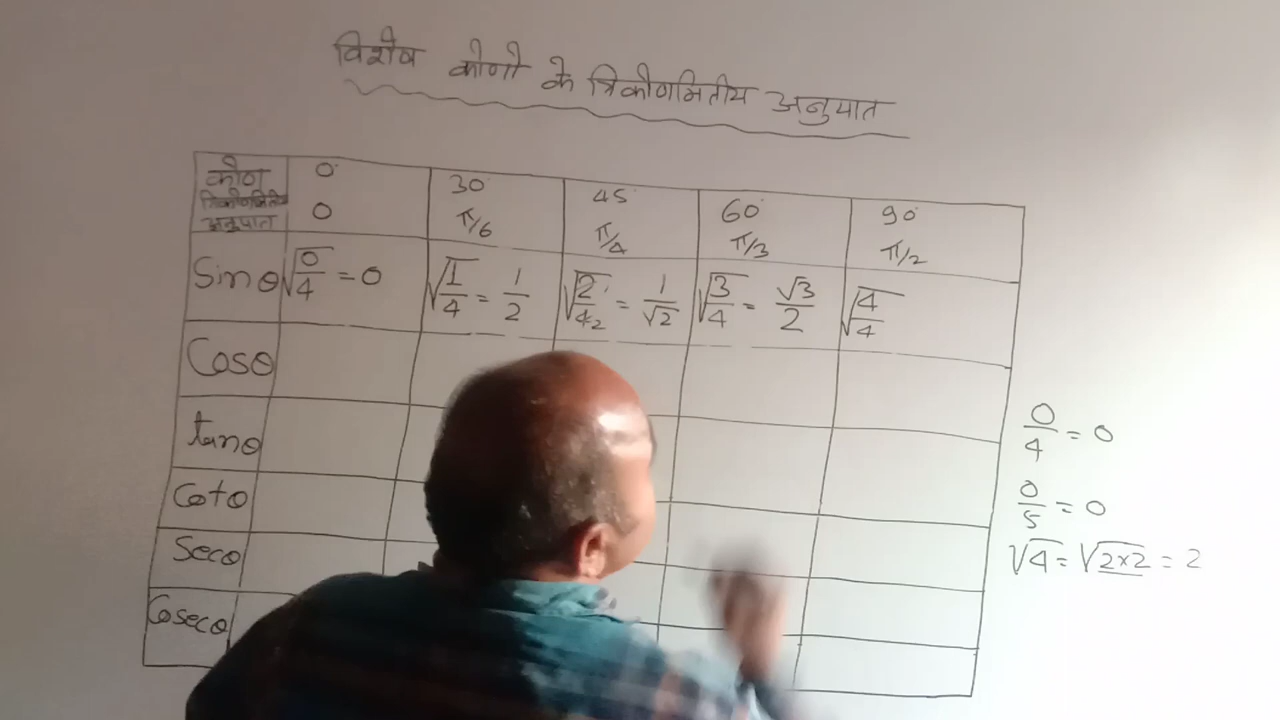 विशेष कोणो के त्रिकोणमितीय अनुपात
कोण
त्रिकोणमितीय
अनुपात
0° 30° 45° 60° 90°
0 π/6 π/4 π/3 π/2
Sinθ √0/4 = 0 √1/4 = 1/2 √2/4 2 = 1/√2 √3/4 = √3/2 √4/4
Cosθ
tanθ
Cotθ
Secθ
Cosecθ
0/4 = 0
0/5 = 0
√4 = √2×2 = 2